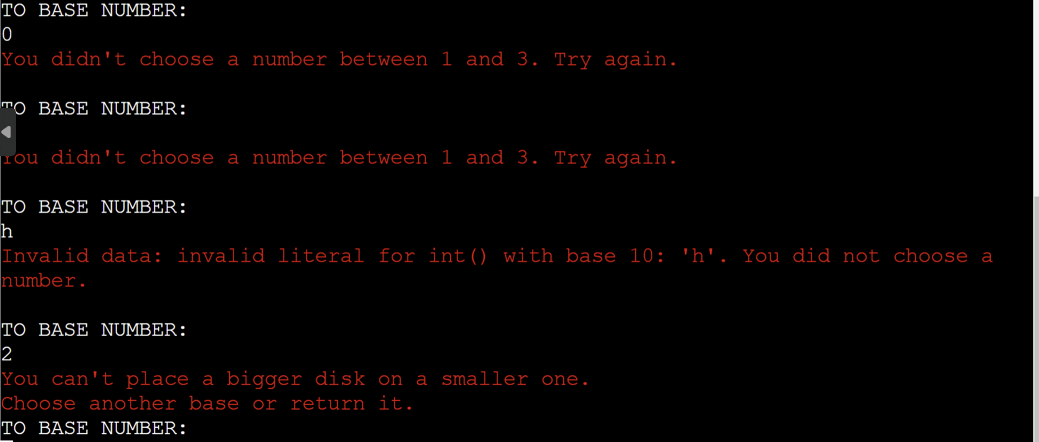 TO BASE NUMBER:
0
You didn't choose a number between 1 and 3. Try again.
TO BASE NUMBER:
You didn't choose a number between 1 and 3. Try again.
TO BASE NUMBER:
h
Invalid data: invalid literal for int() with base 10: 'h'. You did not choose a
number.
TO BASE NUMBER:
2
You can't place a bigger disk on a smaller one.
Choose another base or return it.
TO BASE NUMBER: